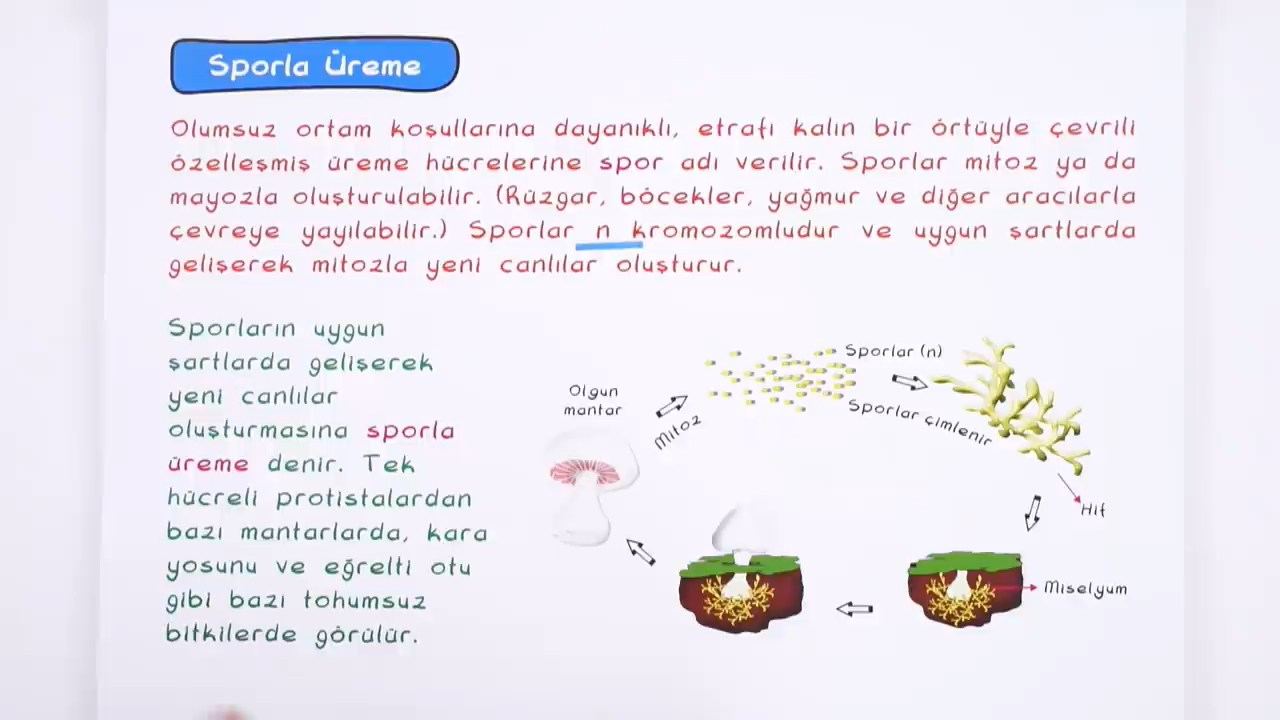 Sporla Üreme
Olumsuz ortam koşullarına dayanıklı, etrafı kalın bir örtüyle çevrili
özelleşmiş üreme hücrelerine spor adı verilir. Sporlar mitoz ya da
mayozla oluşturulabilir. (Rüzgar, böcekler, yağmur ve diğer aracılarla
çevreye yayılabilir.) Sporlar n kromozomludur ve uygun şartlarda
gelişerek mitozla yeni canlılar oluşturur.
Sporların uygun
şartlarda gelişerek
yeni canlılar
oluşturmasına sporla
üreme denir. Tek
hücreli protistalardan
bazı mantarlarda, kara
yosunu ve eğrelti otu
gibi bazı tohumsuz
bitkilerde görülür.
Olgun
mantar
Mitoz
Sporlar (n)
Sporlar çimlenir
Hif
Miselyum